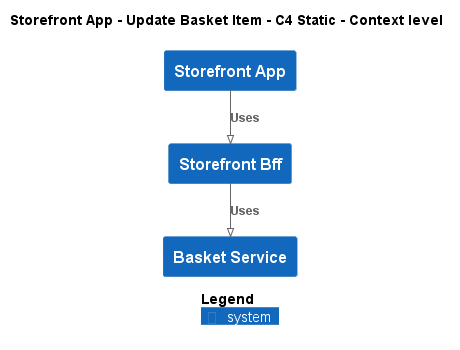 Storefront App - Update Basket Item - C4 Static - Context level
Storefront App
Uses
Storefront Bff
Uses
Basket Service
Legend
system